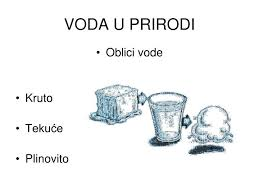 VODA U PRIRODI
• Oblici vode
• Kruto
• Tekuće
• Plinovito